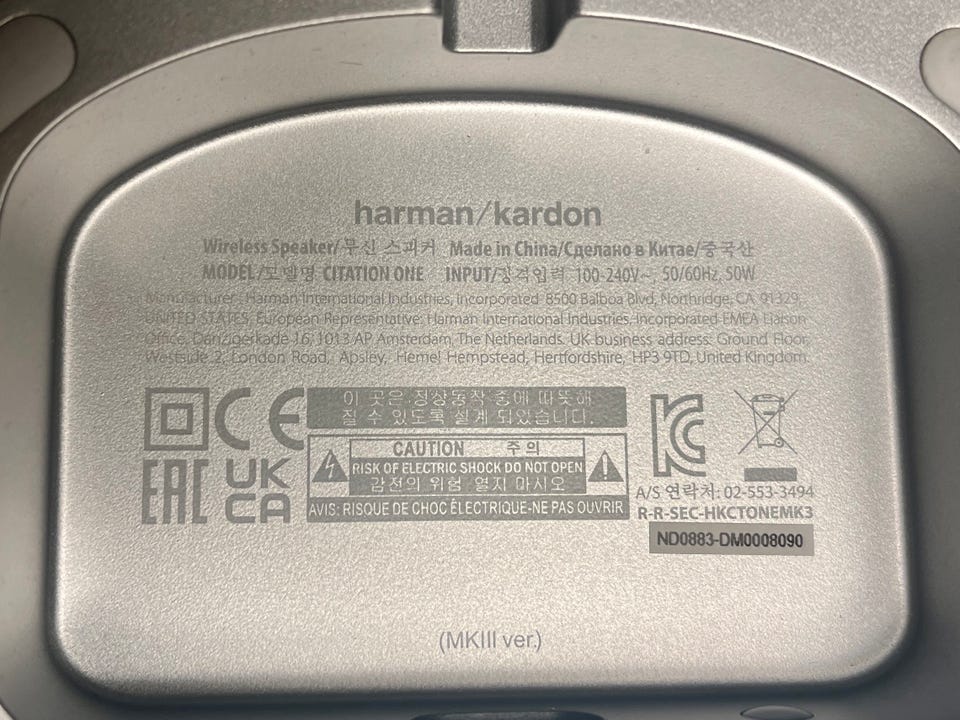 harman/kardon
Wireless Speaker/무선 스피커 Made in China/Сделано в Китае/중국산
MODEL/모델명 CITATION ONE INPUT/정격입력 100-240V~, 50/60Hz, 50W
Manufacturer : Harman International Industries, Incorporated 8500 Balboa Blvd, Northridge, CA 91329,
UNITED STATES, European Representative: Harman International Industries, Incorporated EMEA Liaison
Office, Danzigerkade 16, 1013 AP Amsterdam, The Netherlands. UK business address: Ground Floor,
Westside 2, London Road, Apsley, Hemel Hempstead, Hertfordshire, HP3 9TD, United Kingdom.
CE
이 곳은 정상동작 중에 따뜻해
질 수 있도록 설계 되었습니다.
KC
EAC
UK
CA
CAUTION 주의
RISK OF ELECTRIC SHOCK DO NOT OPEN
감전의 위험 열지 마시오
AVIS: RISQUE DE CHOC ÉLECTRIQUE-NE PAS OUVRIR
A/S 연락처: 02-553-3494
R-R-SEC-HKCTONEMK3
ND0883-DM0008090
(MKIII ver.)